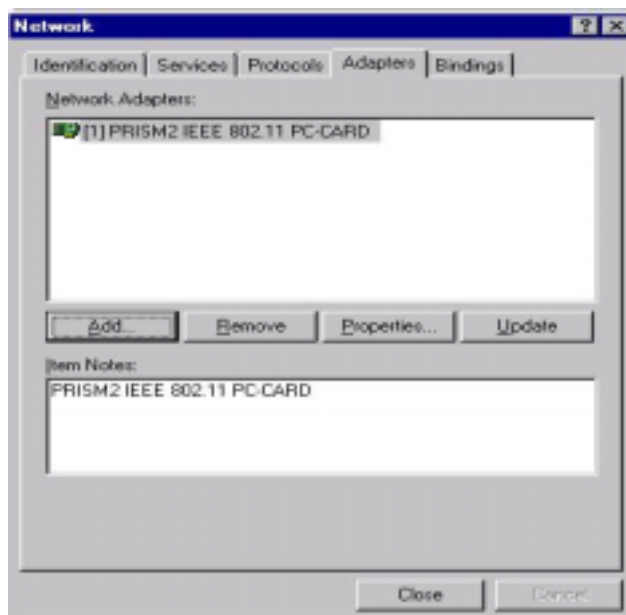 Network
Identification Services Protocols Adapters Bindings
Network Adapters:
[1] PRISM2 IEEE 802.11 PC-CARD
Add... Remove Properties... Update
Item Notes:
PRISM2 IEEE 802.11 PC-CARD
Close Cancel